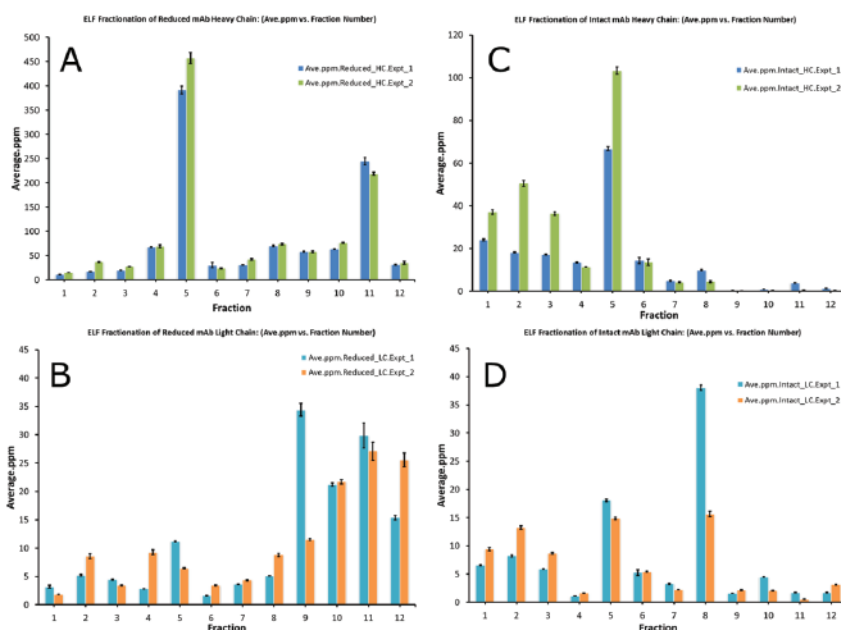 ELF Fractionation of Reduced mAb Heavy Chain: (Ave.ppm vs. Fraction Number)
A
Ave.ppm.Reduced_HC.Expt_1
Ave.ppm.Reduced_HC.Expt_2
Average.ppm
500
450
400
350
300
250
200
150
100
50
0
1 2 3 4 5 6 7 8 9 10 11 12
Fraction
ELF Fractionation of Intact mAb Heavy Chain: (Ave.ppm vs. Fraction Number)
C
Ave.ppm.Intact_HC.Expt_1
Ave.ppm.Intact_HC.Expt_2
Average.ppm
120
100
80
60
40
20
0
1 2 3 4 5 6 7 8 9 10 11 12
Fraction
ELF Fractionation of Reduced mAb Light Chain: (Ave.ppm vs. Fraction Number)
B
Ave.ppm.Reduced_LC.Expt_1
Ave.ppm.Reduced_LC.Expt_2
Average.ppm
45
40
35
30
25
20
15
10
5
0
1 2 3 4 5 6 7 8 9 10 11 12
Fraction
ELF Fractionation of Intact mAb Light Chain: (Ave.ppm vs. Fraction Number)
D
Ave.ppm.Intact_LC.Expt_1
Ave.ppm.Intact_LC.Expt_2
Average.ppm
45
40
35
30
25
20
15
10
5
0
1 2 3 4 5 6 7 8 9 10 11 12
Fraction